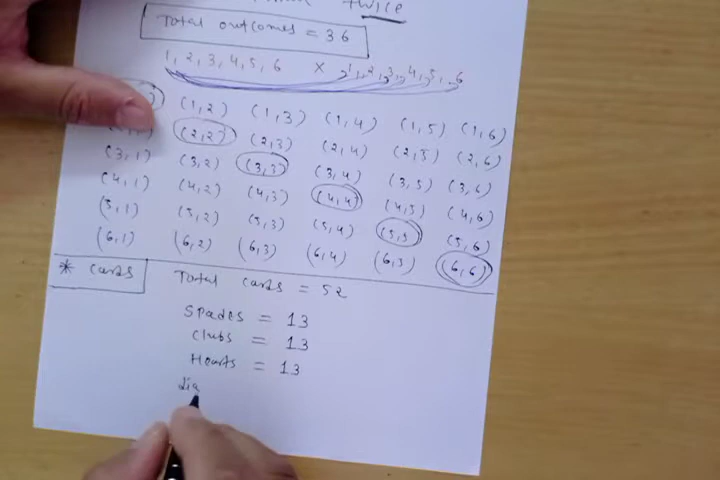 twice
Total outcomes = 36
1, 2, 3, 4, 5, 6 × 1, 2, 3, 4, 5, 6
(1,2) (1,3) (1,4) (1,5) (1,6)
(2,2) (2,3) (2,4) (2,5) (2,6)
(3,1) (3,2) (3,3) (3,4) (3,5) (3,6)
(4,1) (4,2) (4,3) (4,4) (4,5) (4,6)
(5,1) (5,2) (5,3) (5,4) (5,5) (5,6)
(6,1) (6,2) (6,3) (6,4) (6,5) (6,6)
* cards Total cards = 52
Spades = 13
Clubs = 13
Hearts = 13
dia